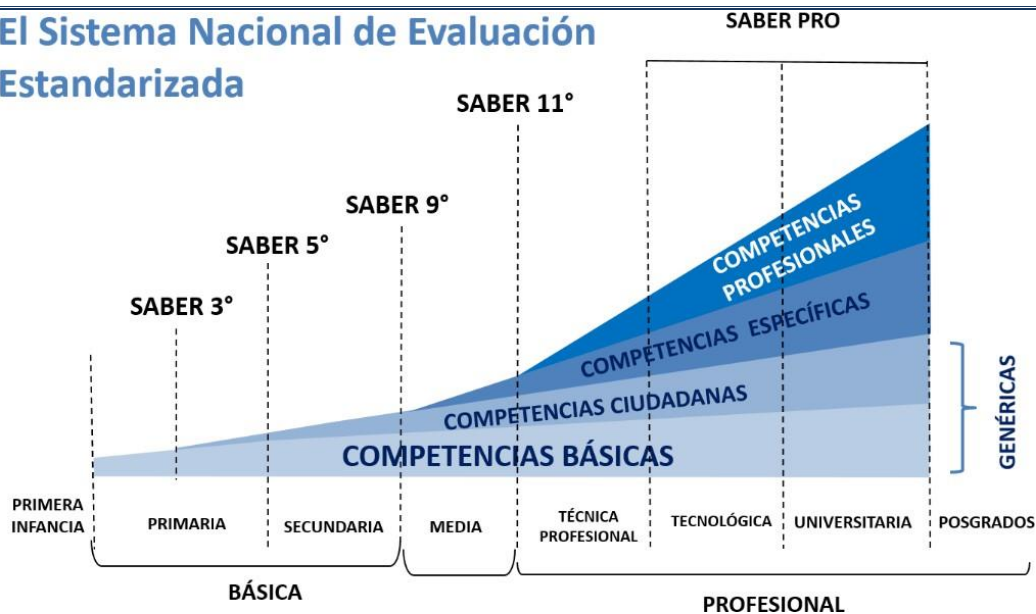 El Sistema Nacional de Evaluación
Estandarizada
SABER PRO
SABER 11°
SABER 9°
SABER 5°
SABER 3°
COMPETENCIAS
PROFESIONALES
COMPETENCIAS ESPECÍFICAS
COMPETENCIAS CIUDADANAS
COMPETENCIAS BÁSICAS
GENÉRICAS
PRIMERA
INFANCIA
PRIMARIA
SECUNDARIA
MEDIA
TÉCNICA
PROFESIONAL
TECNOLÓGICA
UNIVERSITARIA
POSGRADOS
BÁSICA
PROFESIONAL